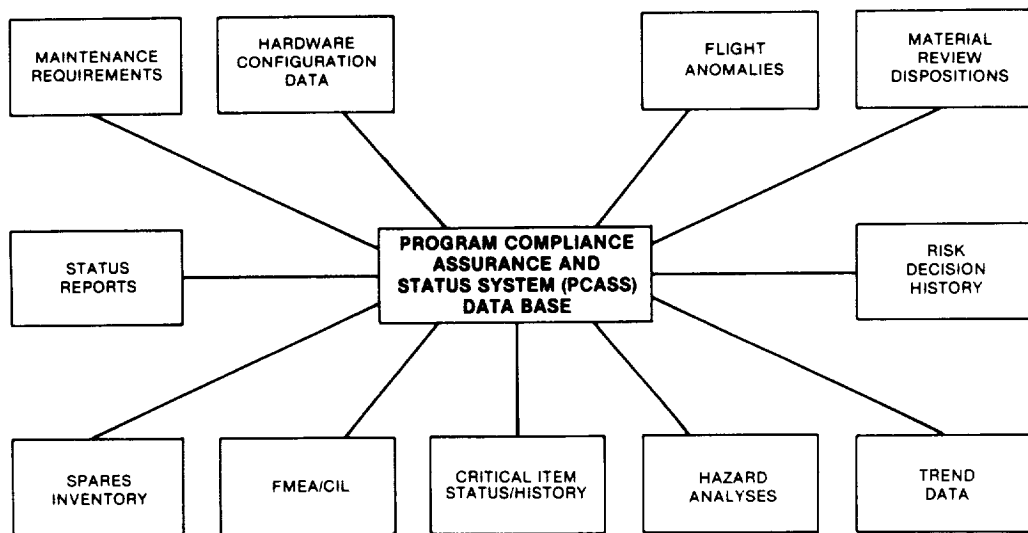 MAINTENANCE
REQUIREMENTS
HARDWARE
CONFIGURATION
DATA
FLIGHT
ANOMALIES
MATERIAL
REVIEW
DISPOSITIONS
STATUS
REPORTS
PROGRAM COMPLIANCE
ASSURANCE AND
STATUS SYSTEM (PCASS)
DATA BASE
RISK
DECISION
HISTORY
SPARES
INVENTORY
FMEA/CIL
CRITICAL ITEM
STATUS/HISTORY
HAZARD
ANALYSES
TREND
DATA